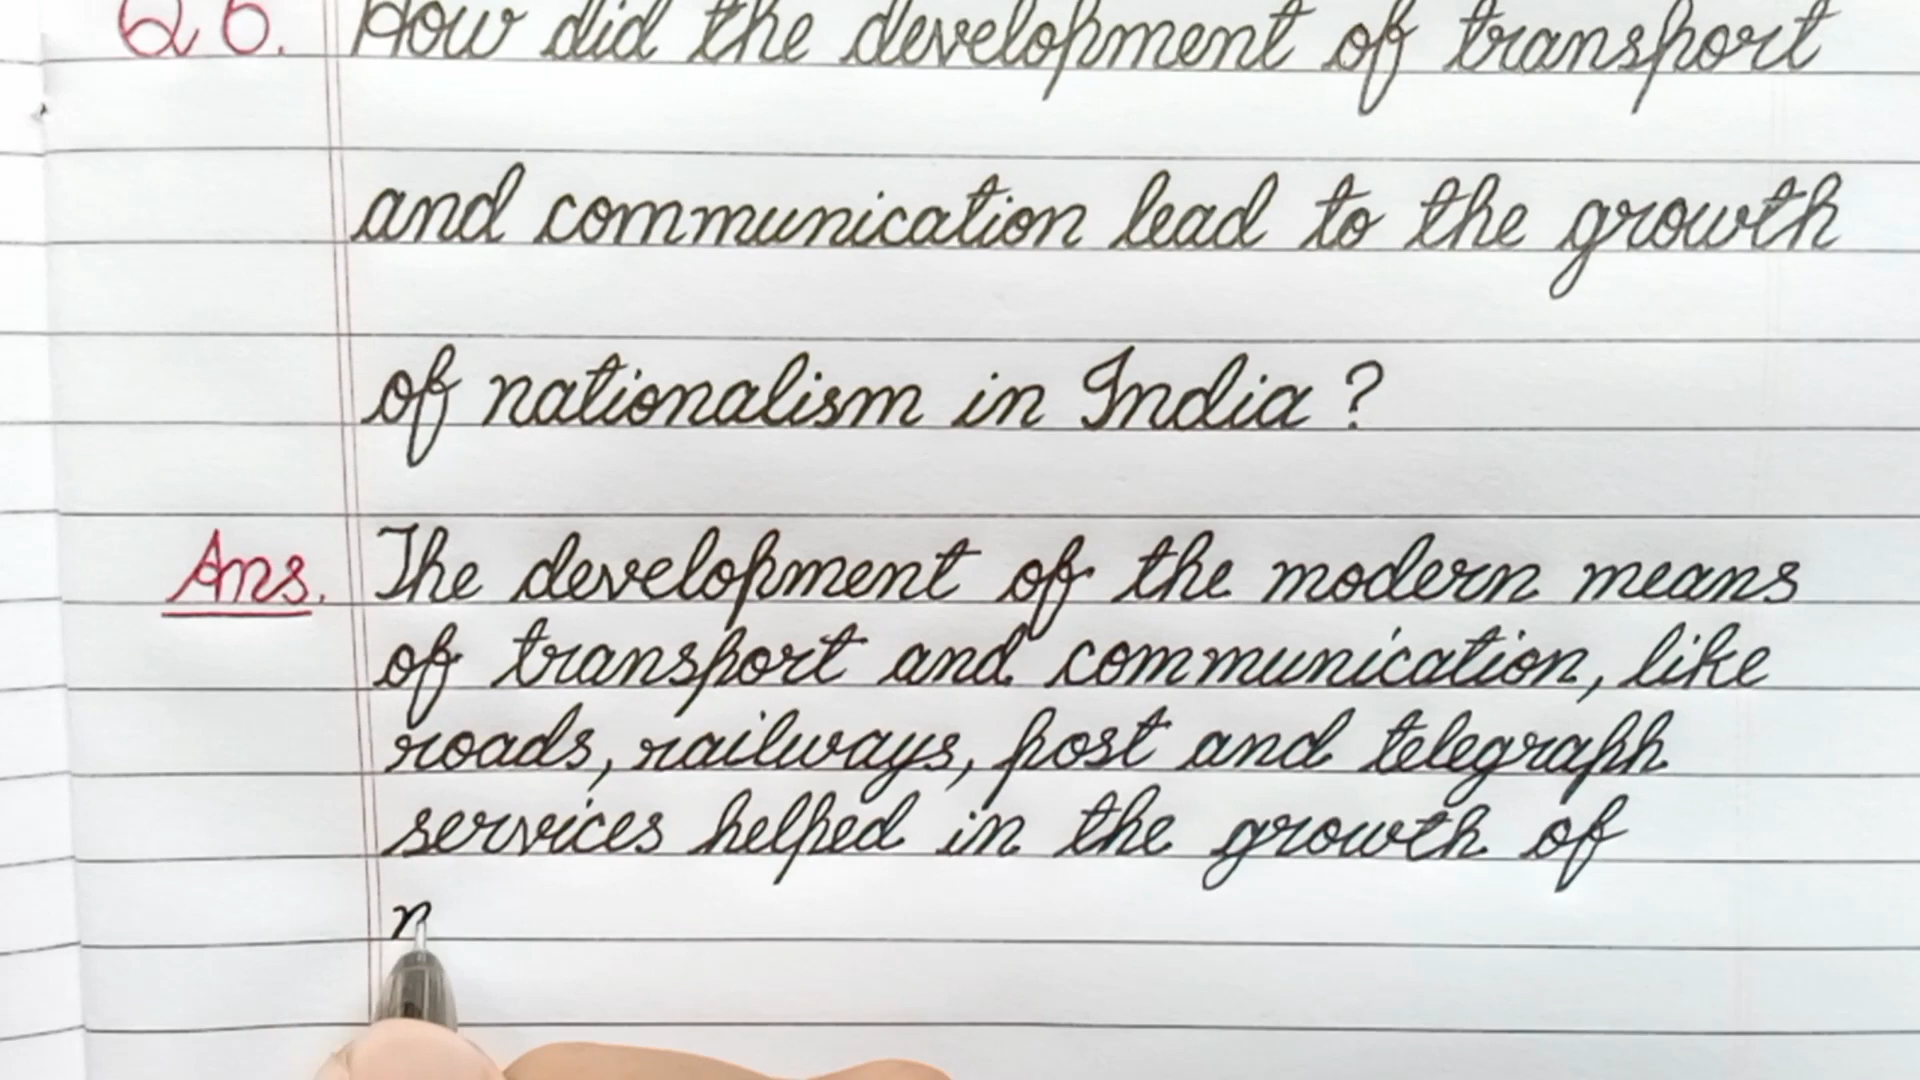 Q 6. How did the development of transport
and communication lead to the growth
of nationalism in India ?
Ans. The development of the modern means
of transport and communication, like
roads, railways, post and telegraph
services helped in the growth of
n